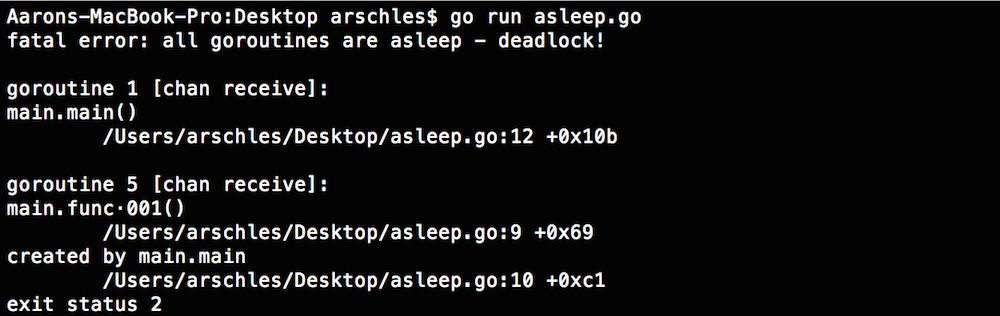 Aarons-MacBook-Pro:Desktop arschles$ go run asleep.go
fatal error: all goroutines are asleep - deadlock!
goroutine 1 [chan receive]:
main.main()
/Users/arschles/Desktop/asleep.go:12 +0x10b
goroutine 5 [chan receive]:
main.func·001()
/Users/arschles/Desktop/asleep.go:9 +0x69
created by main.main
/Users/arschles/Desktop/asleep.go:10 +0xc1
exit status 2